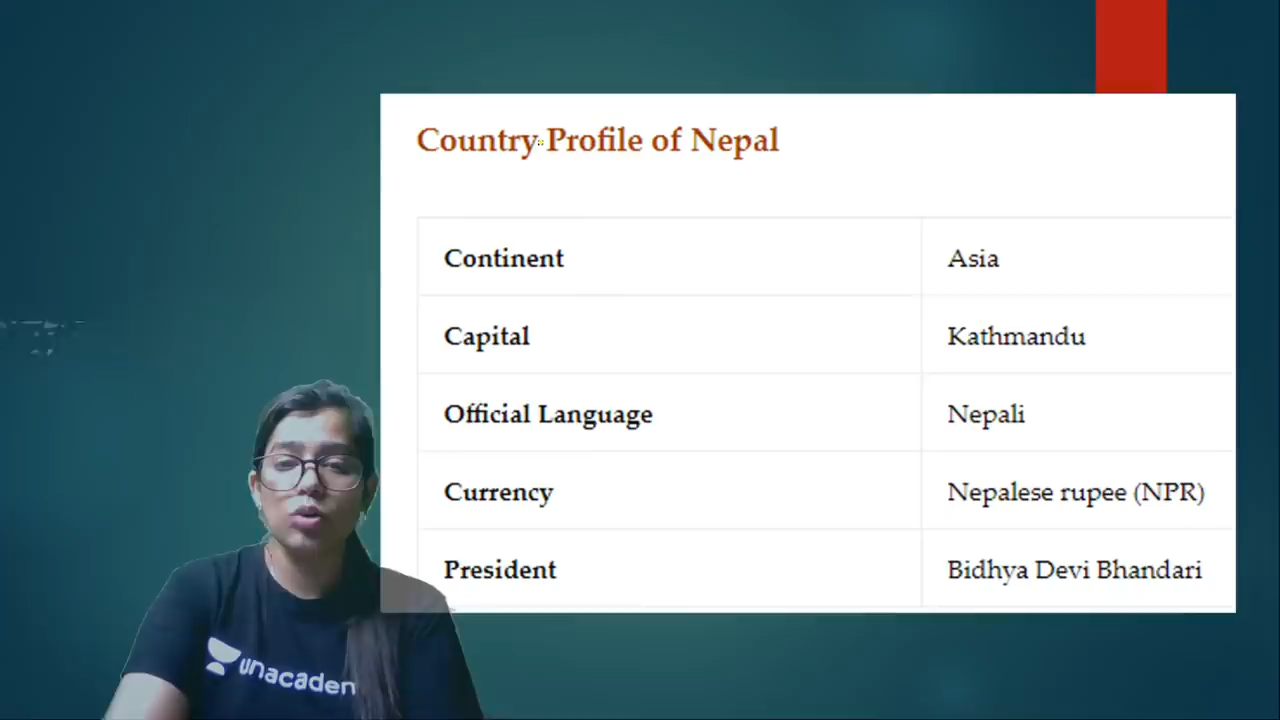 Country Profile of Nepal
Continent Asia
Capital Kathmandu
Official Language Nepali
Currency Nepalese rupee (NPR)
President Bidhya Devi Bhandari
unacadem